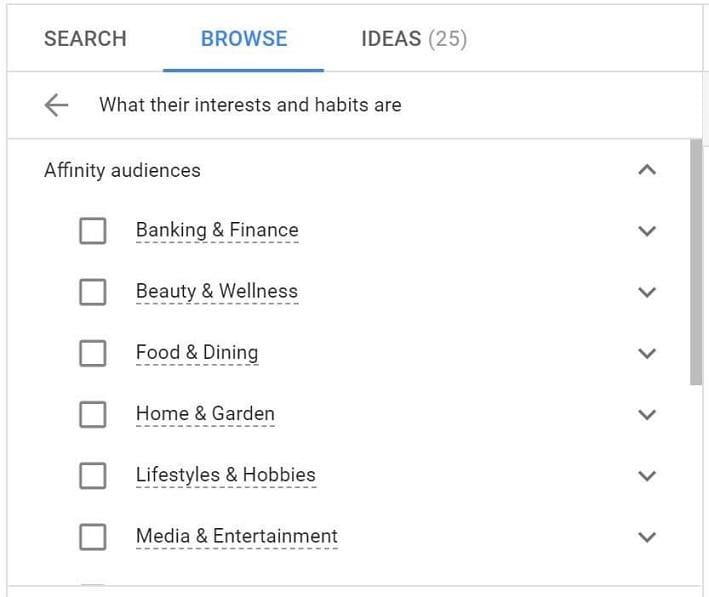 SEARCH BROWSE IDEAS (25)
What their interests and habits are
Affinity audiences
Banking & Finance
Beauty & Wellness
Food & Dining
Home & Garden
Lifestyles & Hobbies
Media & Entertainment